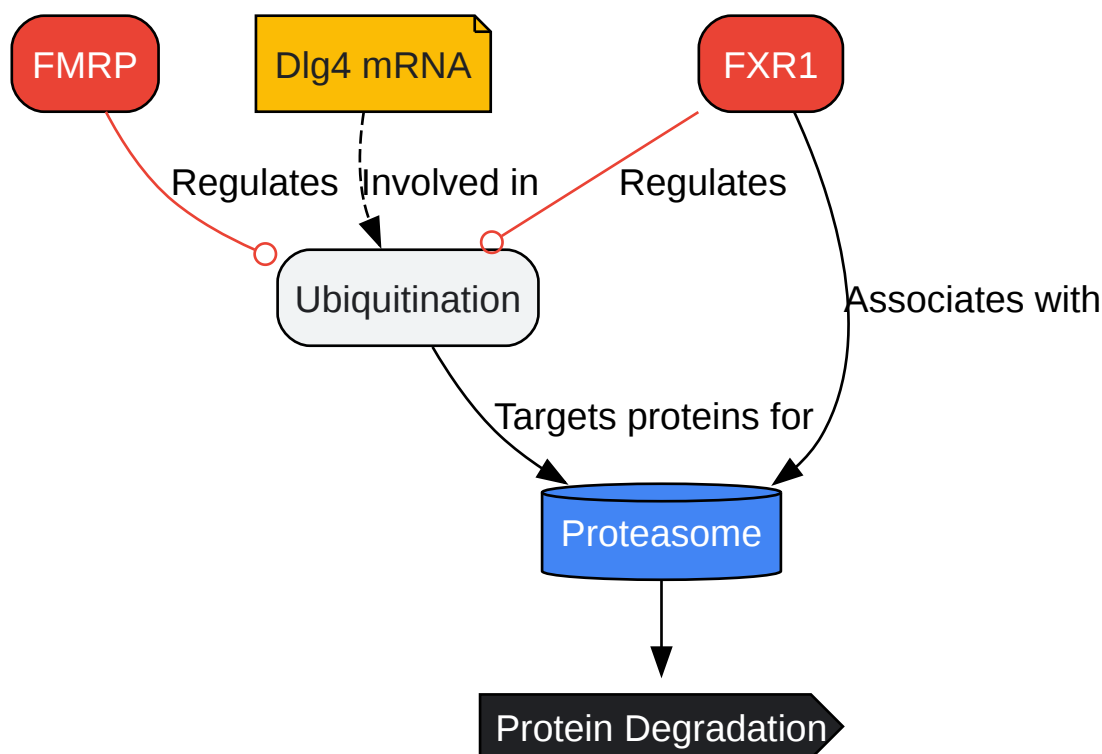 FMRP
Dlg4 mRNA
FXR1
Regulates
Involved in
Regulates
Ubiquitination
Associates with
Targets proteins for
Proteasome
Protein Degradation